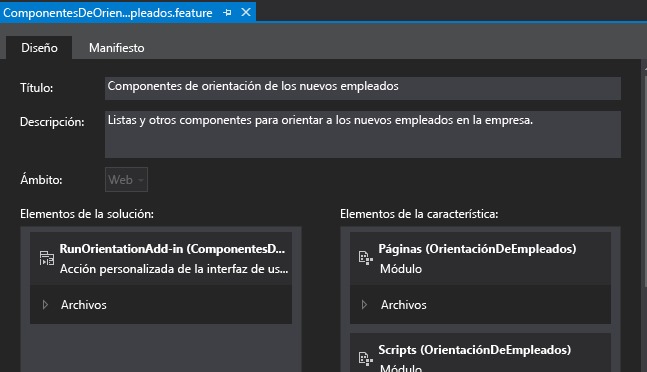 ComponentesDeOrien...pleados.feature
Diseño Manifiesto
Título: Componentes de orientación de los nuevos empleados
Descripción: Listas y otros componentes para orientar a los nuevos empleados en la empresa.
Ámbito: Web
Elementos de la solución:
RunOrientationAdd-in (ComponentesD...
Acción personalizada de la interfaz de us...
Archivos
Elementos de la característica:
Páginas (OrientaciónDeEmpleados)
Módulo
Archivos
Scripts (OrientaciónDeEmpleados)
Módulo